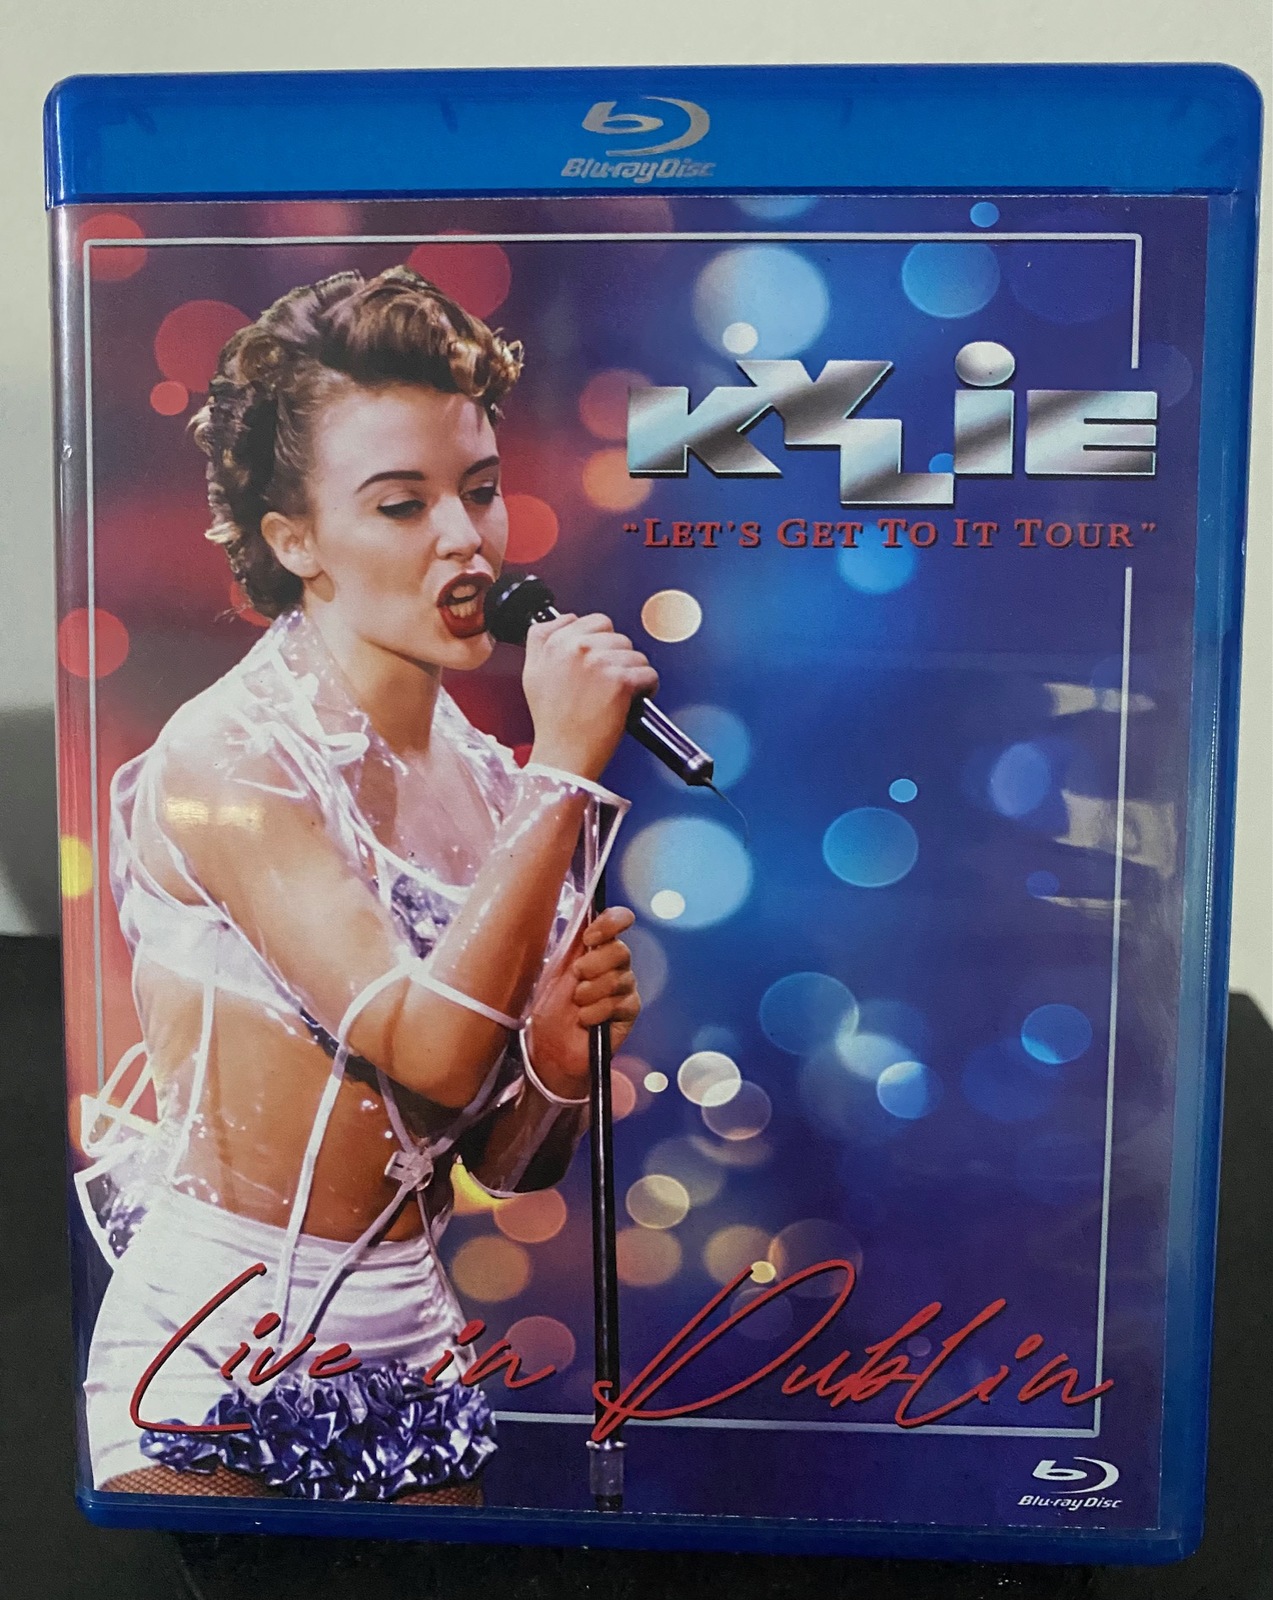 Blu-ray Disc
KYLiE
"LET'S GET TO IT TOUR"
Live in Dublin
Blu-ray Disc